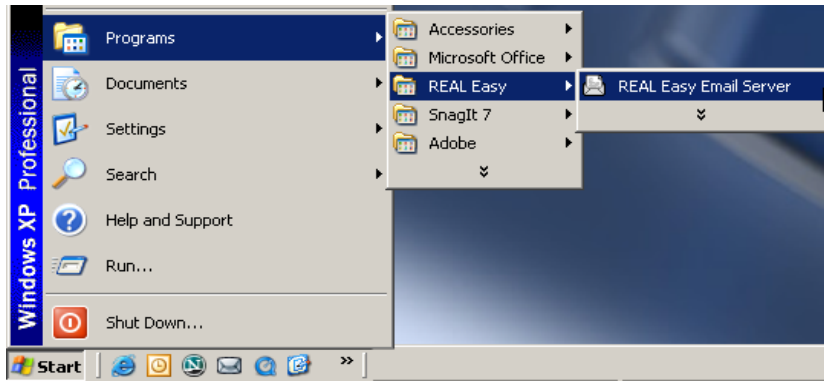 Windows XP Professional
Programs
Documents
Settings
Search
Help and Support
Run...
Shut Down...
Accessories
Microsoft Office
REAL Easy
SnagIt 7
Adobe
REAL Easy Email Server
Start